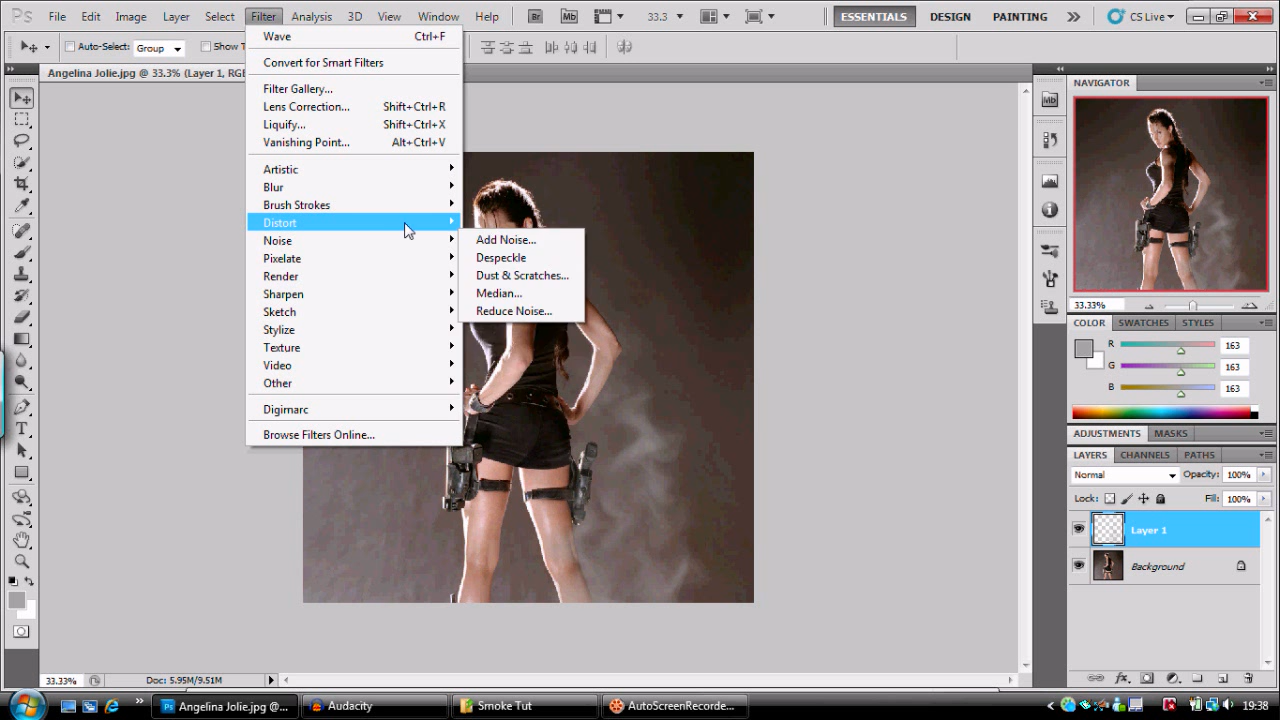 Ps File Edit Image Layer Select Filter Analysis 3D View Window Help Br Mb 33.3 ESSENTIALS DESIGN PAINTING CS Live
Auto-Select: Group Show T
Wave Ctrl+F
Convert for Smart Filters
Filter Gallery...
Lens Correction... Shift+Ctrl+R
Liquify... Shift+Ctrl+X
Vanishing Point... Alt+Ctrl+V
Artistic
Blur
Brush Strokes
Distort
Noise
Pixelate
Render
Sharpen
Sketch
Stylize
Texture
Video
Other
Digimarc
Browse Filters Online...
Add Noise...
Despeckle
Dust & Scratches...
Median...
Reduce Noise...
Angelina Jolie.jpg @ 33.3% (Layer 1, RGB
T
Mb
NAVIGATOR
33.33%
COLOR SWATCHES STYLES
R 163
G 163
B 163
ADJUSTMENTS MASKS
LAYERS CHANNELS PATHS
Normal Opacity: 100%
Lock: Fill: 100%
Layer 1
Background
fx
33.33% Doc: 5.95M/9.51M
Ps Angelina Jolie.jpg @... Audacity Smoke Tut AutoScreenRecorde... 19:38